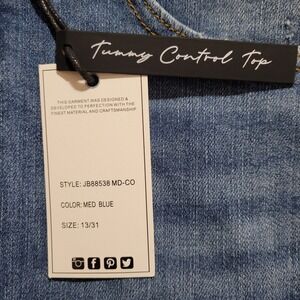 Tummy Control Top
THIS GARMENT WAS DESIGNED &
DEVELOPED TO PERFECTION WITH THE
FINEST MATERIAL AND CRAFTSMANSHIP
STYLE: JB88538 MD-CO
COLOR: MED BLUE
SIZE: 13/31